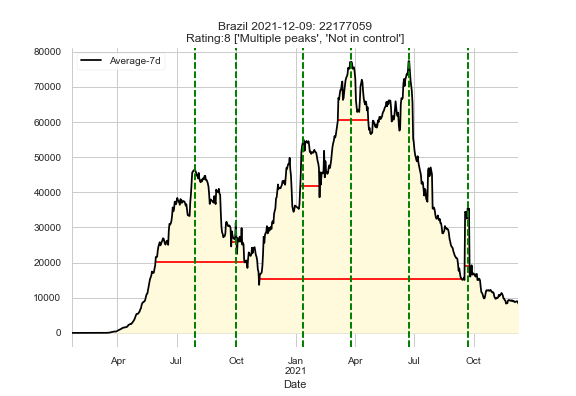 Brazil 2021-12-09: 22177059
Rating:8 ['Multiple peaks', 'Not in control']
Average-7d
80000
70000
60000
50000
40000
30000
20000
10000
0
Apr Jul Oct Jan Apr Jul Oct
2021
Date